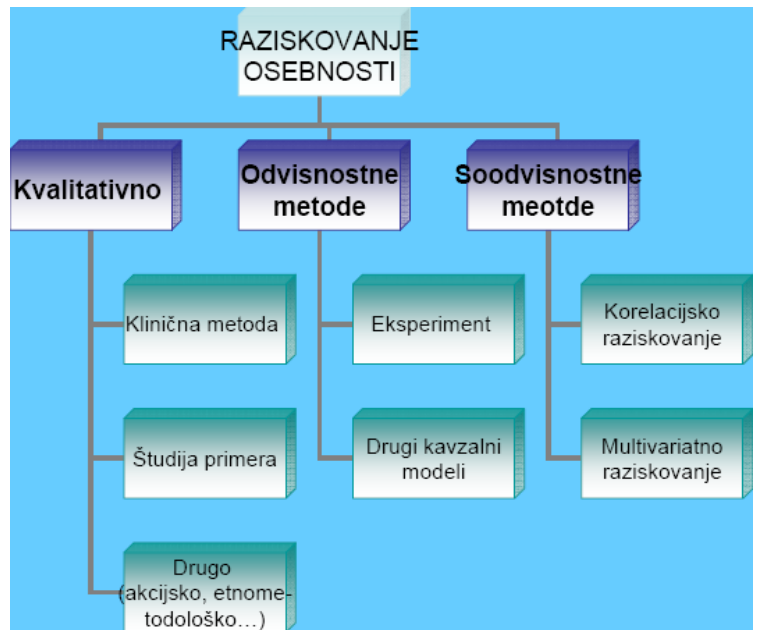 RAZISKOVANJE
OSEBNOSTI
Kvalitativno
Odvisnostne
metode
Soodvisnostne
meotde
Klinična metoda
Eksperiment
Korelacijsko
raziskovanje
Študija primera
Drugi kavzalni
modeli
Multivariatno
raziskovanje
Drugo
(akcijsko, etnome-
todološko…)